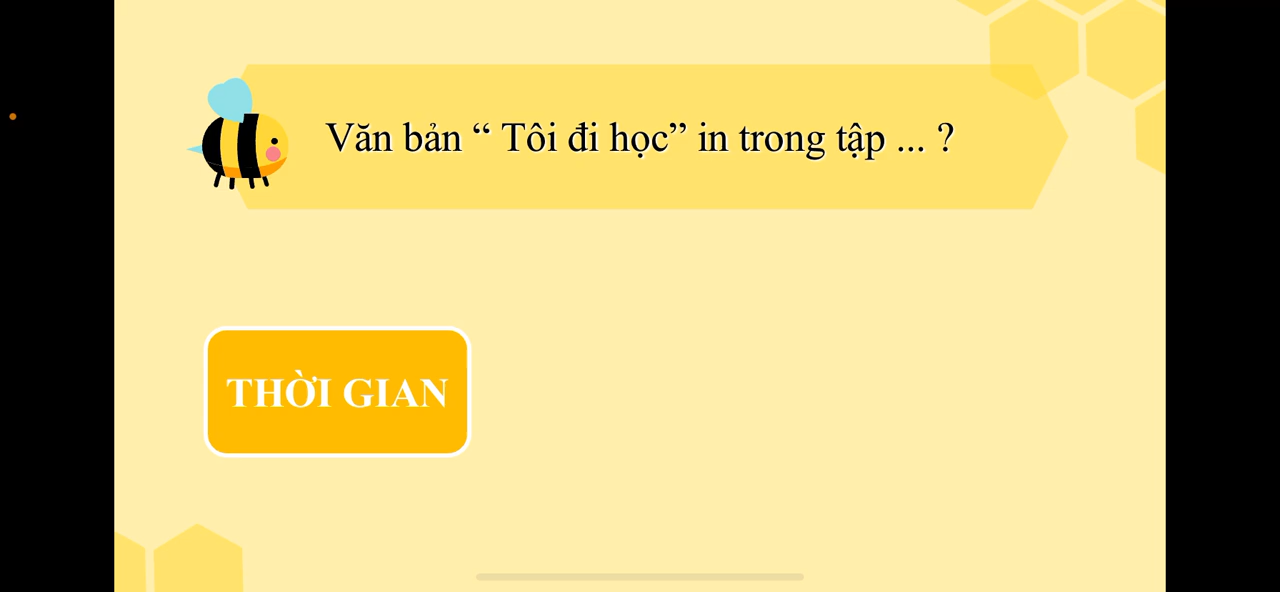 Văn bản “ Tôi đi học” in trong tập ... ?
THỜI GIAN